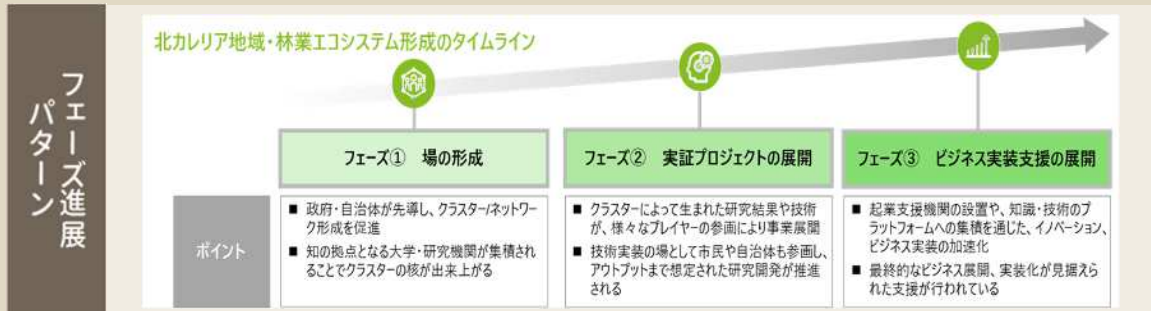 フェーズ進展
パターン
北カレリア地域・林業エコシステム形成のタイムライン
フェーズ① 場の形成
フェーズ② 実証プロジェクトの展開
フェーズ③ ビジネス実装支援の展開
ポイント
■ 政府・自治体が先導し、クラスター/ネットワー
ク形成を促進
■ 知の拠点となる大学・研究機関が集積され
ることでクラスターの核が出来上がる
■ クラスターによって生まれた研究結果や技術
が、様々なプレイヤーの参画により事業展開
■ 技術実装の場として市民や自治体も参画し、
アウトプットまで想定された研究開発が推進
される
■ 起業支援機関の設置や、知識・技術のプ
ラットフォームへの集積を通じた、イノベーション、
ビジネス実装の加速化
■ 最終的なビジネス展開、実装化が見据えら
れた支援が行われている